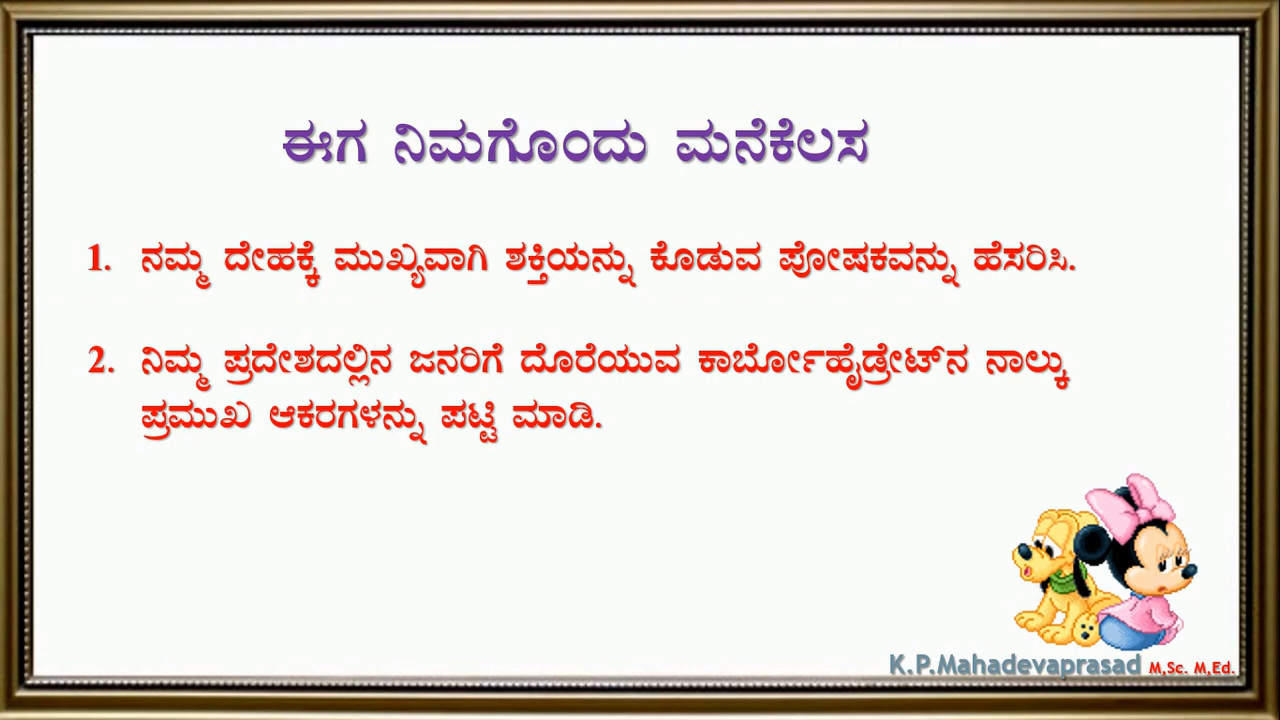 ಈಗ ನಿಮಗೊಂದು ಮನೆಕೆಲಸ
1. ನಮ್ಮ ದೇಹಕ್ಕೆ ಮುಖ್ಯವಾಗಿ ಶಕ್ತಿಯನ್ನು ಕೊಡುವ ಪೋಷಕವನ್ನು ಹೆಸರಿಸಿ.
2. ನಿಮ್ಮ ಪ್ರದೇಶದಲ್ಲಿನ ಜನರಿಗೆ ದೊರೆಯುವ ಕಾರ್ಬೋಹೈಡ್ರೇಟ್‌ನ ನಾಲ್ಕು
ಪ್ರಮುಖ ಆಕರಗಳನ್ನು ಪಟ್ಟಿ ಮಾಡಿ.
K.P.Mahadevaprasad M,Sc. M,Ed.